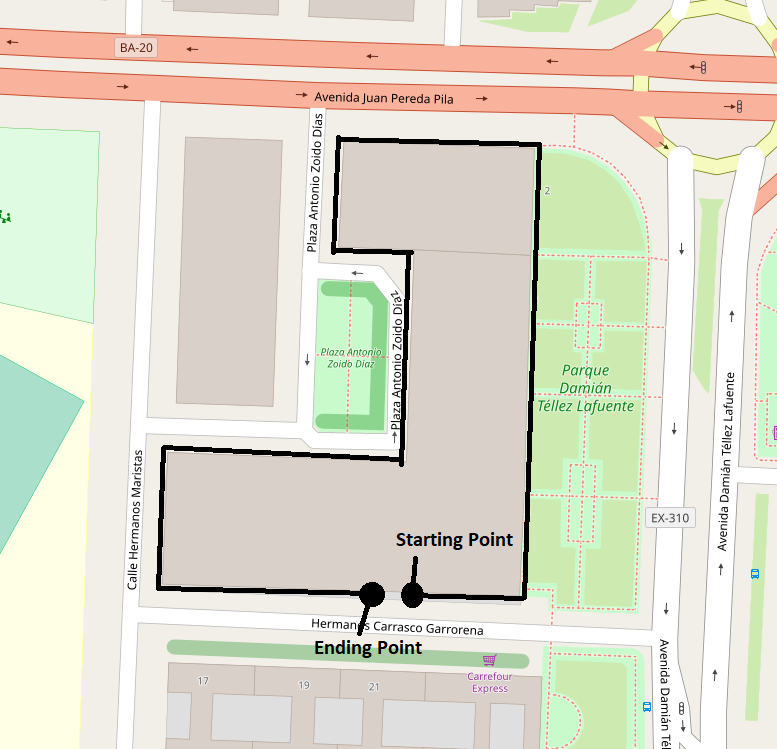 BA-20
Avenida Juan Pereda Pila
Plaza Antonio Zoido Días
2
Plaza Antonio Zoido Díaz
Plaza Antonio
Zoido Díaz
Parque
Damián
Téllez Lafuente
Avenida Damián Téllez Lafuente
Calle Hermanos Maristas
EX-310
Starting Point
Hermanos Carrasco Garrorena
Ending Point
Avenida Damián Tél
Carrefour
Express
17
19
21